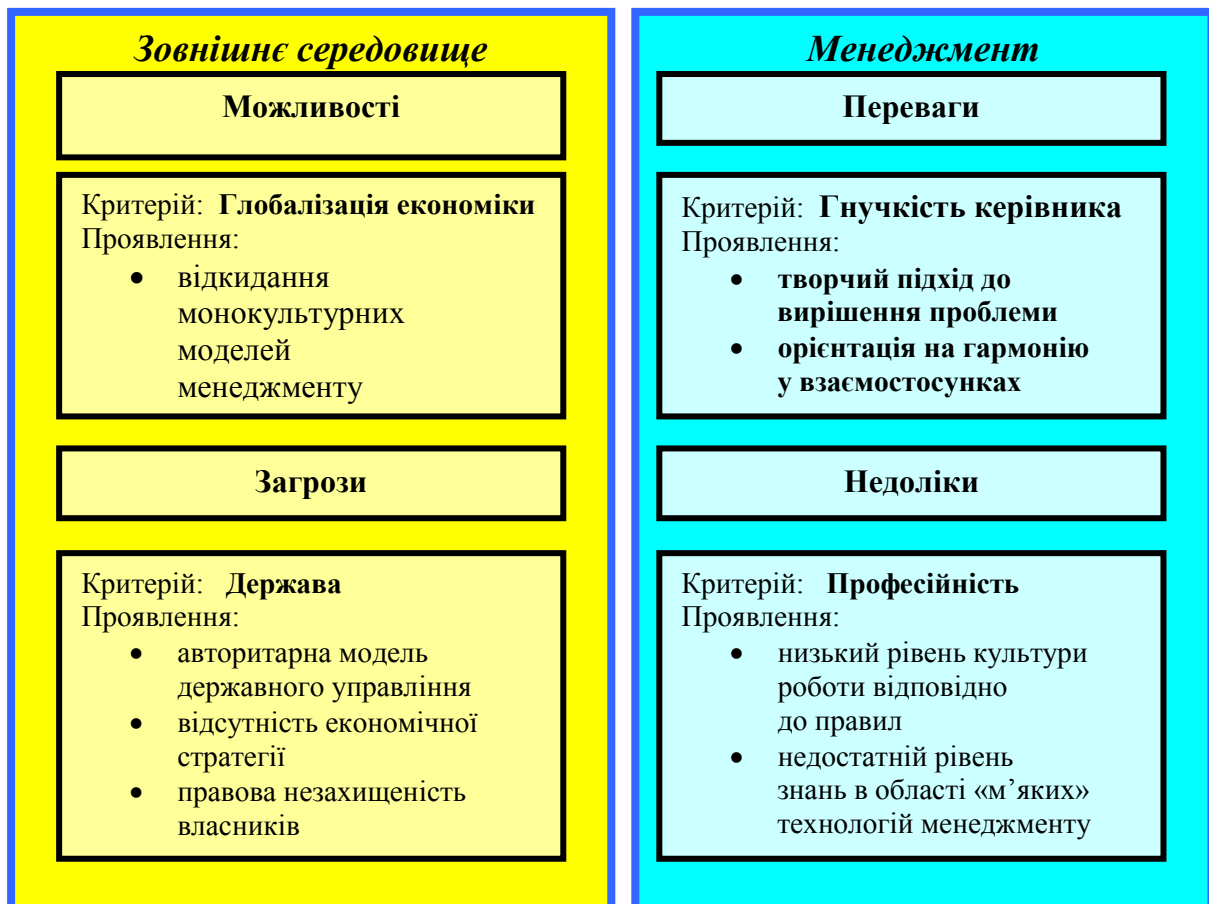 Зовнішнє середовище
Можливості
Критерій: Глобалізація економіки
Проявлення:
• відкидання
монокультурних
моделей
менеджменту
Загрози
Критерій: Держава
Проявлення:
• авторитарна модель
державного управління
• відсутність економічної
стратегії
• правова незахищеність
власників
Менеджмент
Переваги
Критерій: Гнучкість керівника
Проявлення:
• творчий підхід до
вирішення проблеми
• орієнтація на гармонію
у взаємостосунках
Недоліки
Критерій: Професійність
Проявлення:
• низький рівень культури
роботи відповідно
до правил
• недостатній рівень
знань в області «м’яких»
технологій менеджменту